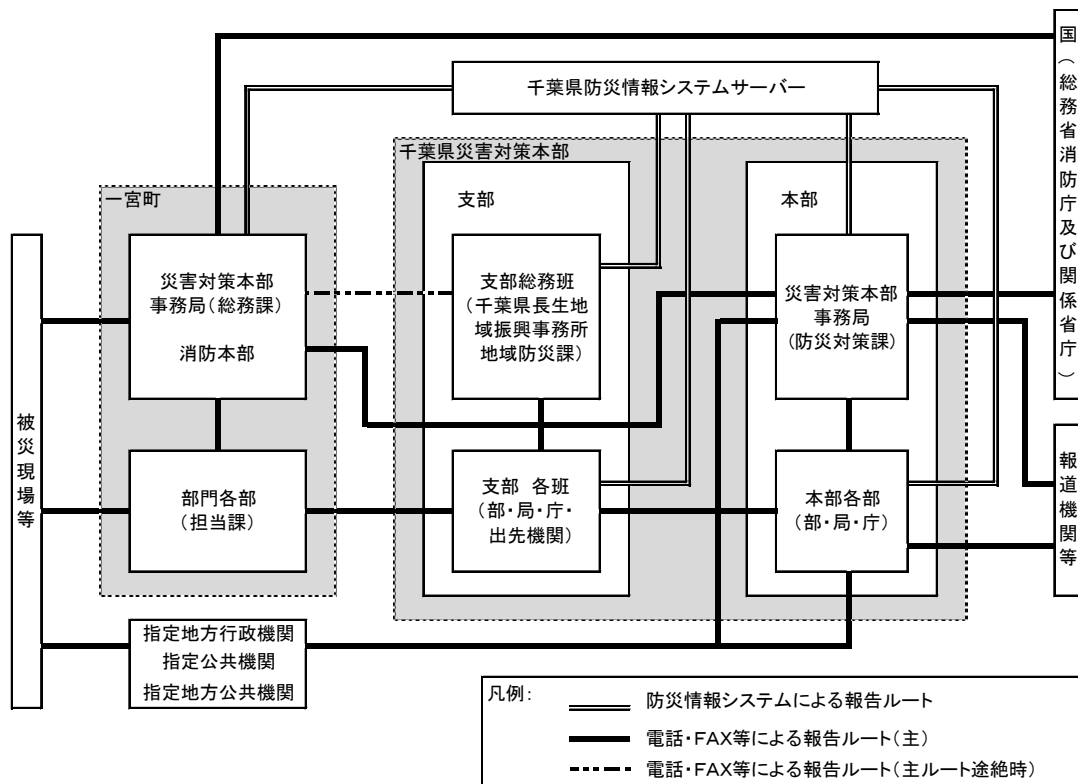 千葉県防災情報システムサーバー
国(総務省消防庁及び関係省庁)
千葉県災害対策本部
一宮町
支部
本部
災害対策本部
事務局(総務課)
消防本部
支部総務班
(千葉県長生地
域振興事務所
地域防災課)
災害対策本部
事務局
(防災対策課)
被災現場等
部門各部
(担当課)
支部 各班
(部・局・庁・
出先機関)
本部各部
(部・局・庁)
報道機関等
指定地方行政機関
指定公共機関
指定地方公共機関
凡例:
防災情報システムによる報告ルート
電話・FAX等による報告ルート(主)
電話・FAX等による報告ルート(主ルート途絶時)